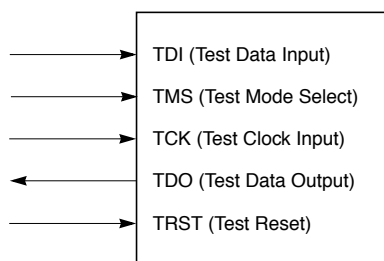 TDI (Test Data Input)
TMS (Test Mode Select)
TCK (Test Clock Input)
TDO (Test Data Output)
TRST (Test Reset)